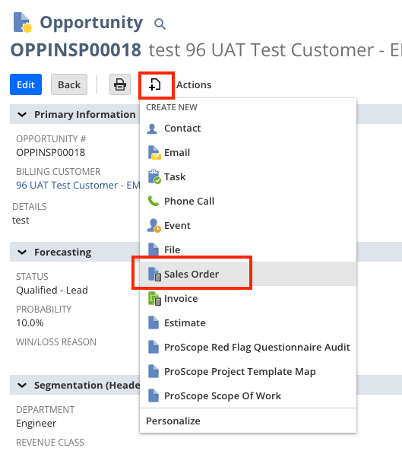 Opportunity
OPPINSP00018 test 96 UAT Test Customer - EM
Edit Back Actions
Primary Information
CREATE NEW
Contact
Email
Task
Phone Call
Event
File
Sales Order
Invoice
Estimate
ProScope Red Flag Questionnaire Audit
ProScope Project Template Map
ProScope Scope Of Work
Personalize
OPPORTUNITY #
OPPINSP00018
BILLING CUSTOMER
96 UAT Test Customer - EM
DETAILS
test
Forecasting
STATUS
Qualified - Lead
PROBABILITY
10.0%
WIN/LOSS REASON
Segmentation (Heade
DEPARTMENT
Engineer
REVENUE CLASS